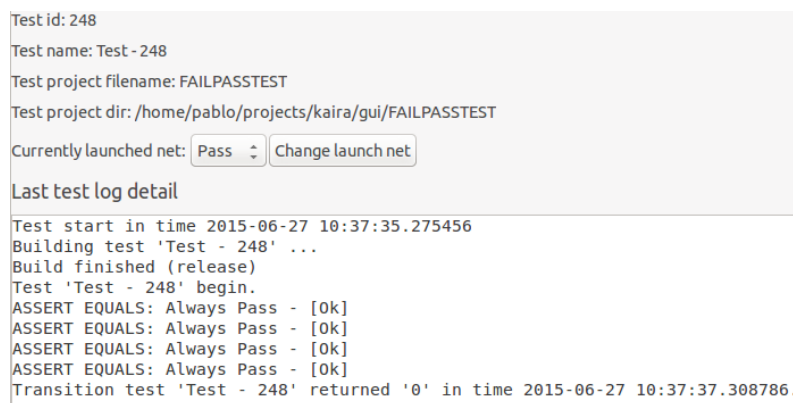 Test id: 248
Test name: Test - 248
Test project filename: FAILPASSTEST
Test project dir: /home/pablo/projects/kaira/gui/FAILPASSTEST
Currently launched net: Pass Change launch net
Last test log detail
Test start in time 2015-06-27 10:37:35.275456
Building test 'Test - 248' ...
Build finished (release)
Test 'Test - 248' begin.
ASSERT EQUALS: Always Pass - [Ok]
ASSERT EQUALS: Always Pass - [Ok]
ASSERT EQUALS: Always Pass - [Ok]
ASSERT EQUALS: Always Pass - [Ok]
Transition test 'Test - 248' returned '0' in time 2015-06-27 10:37:37.308786.